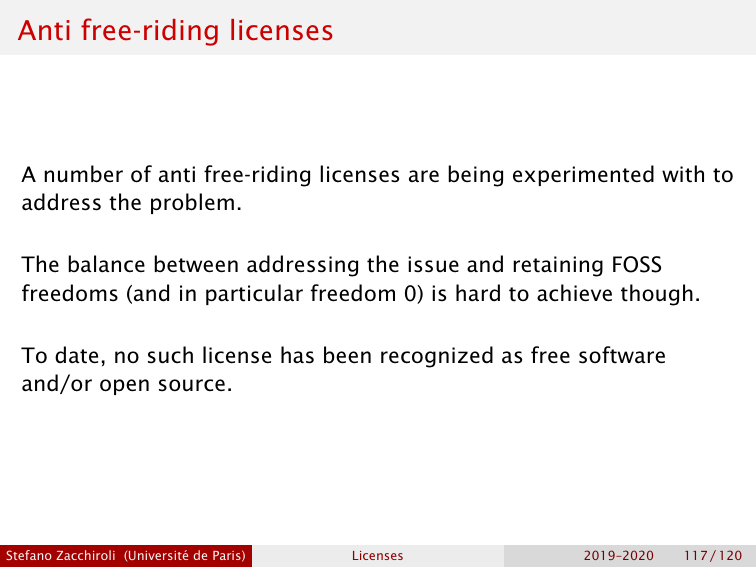 Anti free-riding licenses
A number of anti free-riding licenses are being experimented with to
address the problem.
The balance between addressing the issue and retaining FOSS
freedoms (and in particular freedom 0) is hard to achieve though.
To date, no such license has been recognized as free software
and/or open source.
Stefano Zacchiroli (Université de Paris) Licenses 2019–2020 117/120